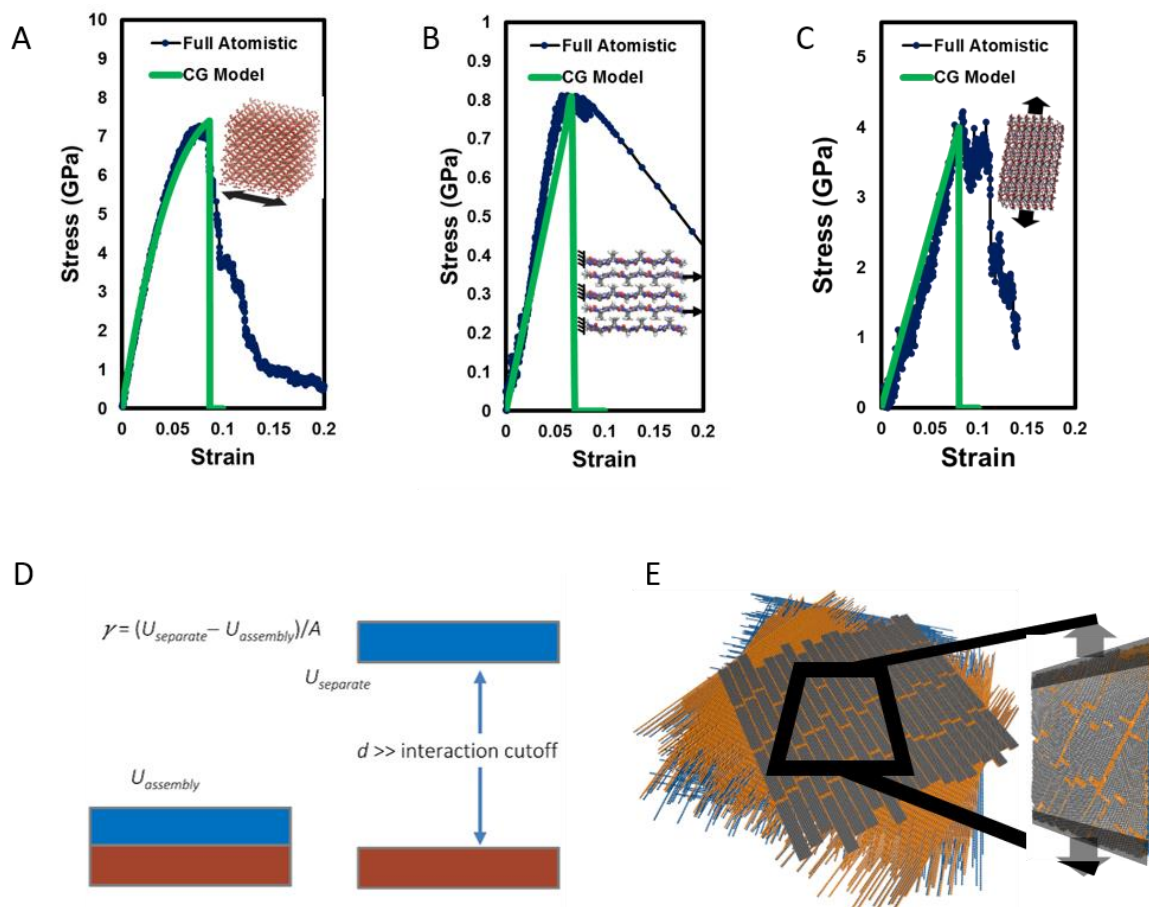 A
10
9
8
7
6
5
4
3
2
1
0
Stress (GPa)
Full Atomistic
CG Model
0 0.05 0.1 0.15 0.2
Strain
B
1
0.9
0.8
0.7
0.6
0.5
0.4
0.3
0.2
0.1
0
Stress (GPa)
Full Atomistic
CG Model
0 0.05 0.1 0.15 0.2
Strain
C
5
4
3
2
1
0
Stress (GPa)
Full Atomistic
CG Model
0 0.05 0.1 0.15 0.2
Strain
D
γ = (U_separate – U_assembly)/A
U_separate
d >> interaction cutoff
U_assembly
E